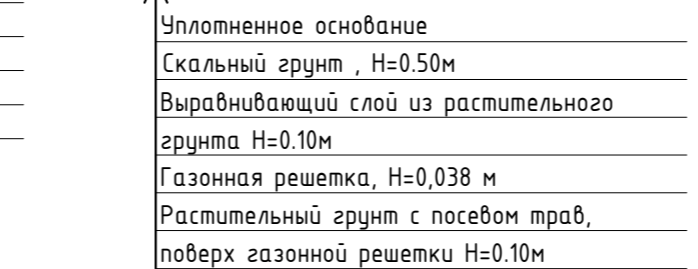 Уплотненное основание
Скальный грунт , Н=0.50м
Выравнивающий слой из растительного
грунта Н=0.10м
Газонная решетка, Н=0,038 м
Растительный грунт с посевом трав,
поверх газонной решетки Н=0.10м